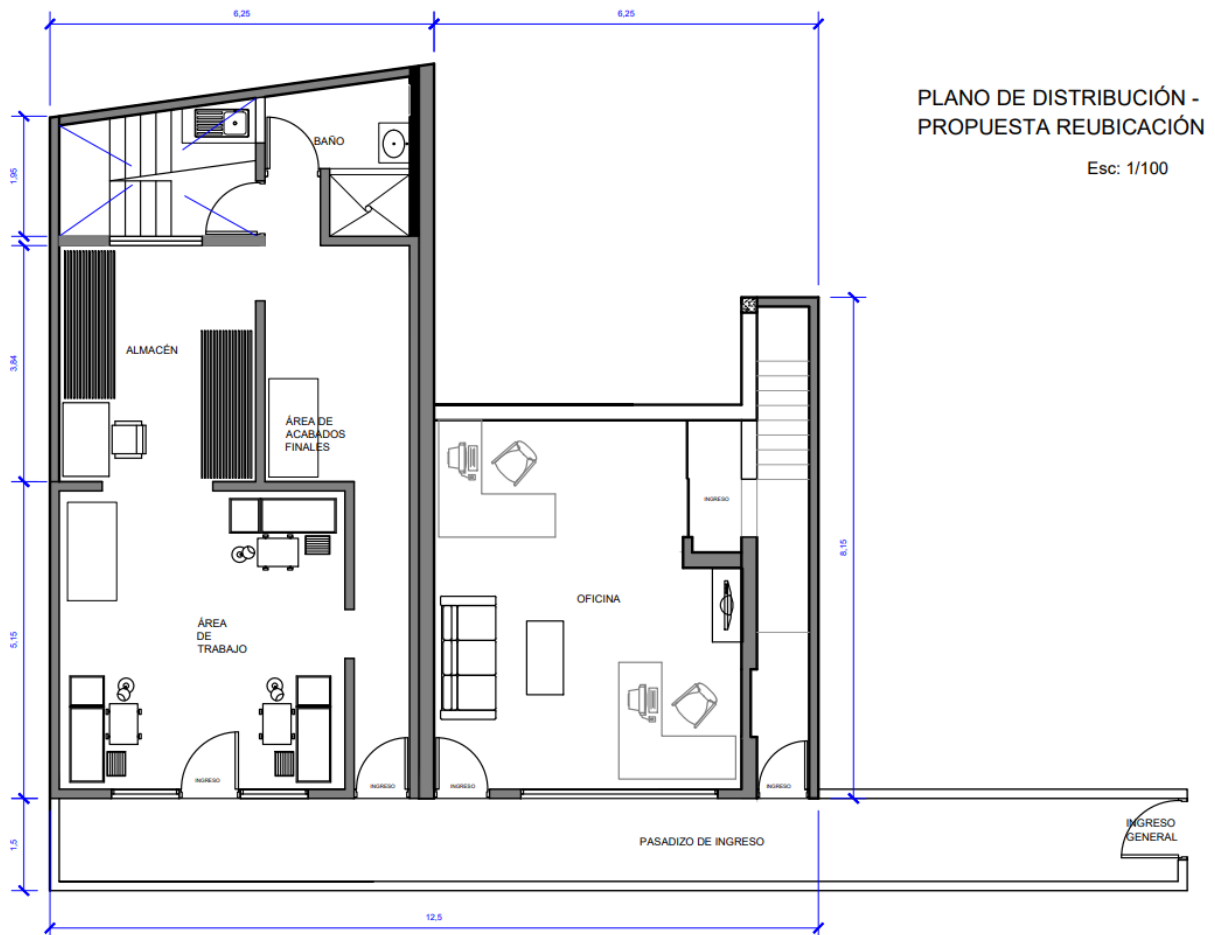 6,25
6,25
PLANO DE DISTRIBUCIÓN -
PROPUESTA REUBICACIÓN
Esc: 1/100
BAÑO
1,95
3,84
ALMACÉN
ÁREA DE
ACABADOS
FINALES
INGRESO
8,15
OFICINA
ÁREA
DE
TRABAJO
5,15
INGRESO
INGRESO
INGRESO
INGRESO
INGRESO
GENERAL
PASADIZO DE INGRESO
1,5
12,5